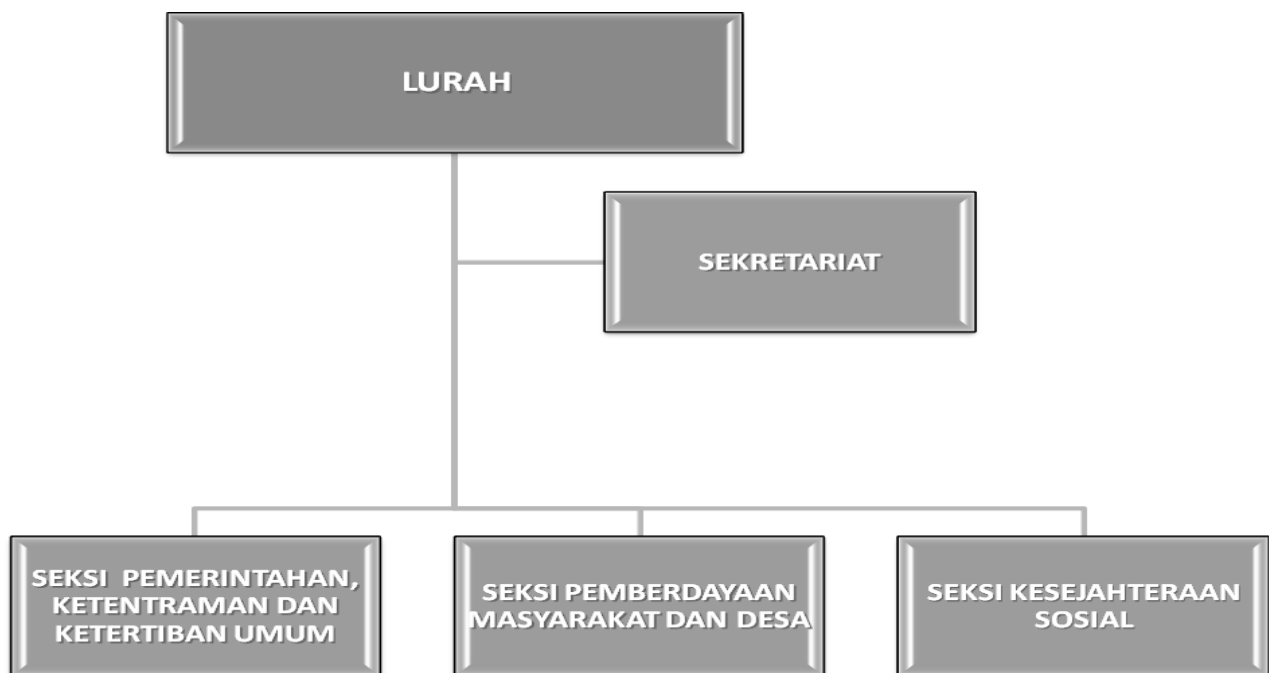 LURAH
SEKRETARIAT
SEKSI PEMERINTAHAN,
KETENTRAMAN DAN
KETERTIBAN UMUM
SEKSI PEMBERDAYAAN
MASYARAKAT DAN DESA
SEKSI KESEJAHTERAAN
SOSIAL